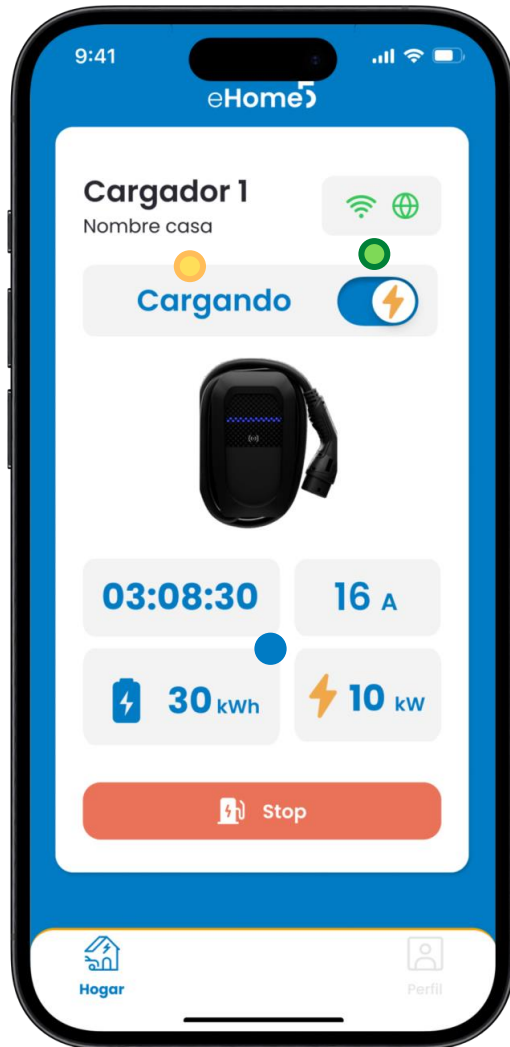 9:41
eHome5
Cargador 1
Nombre casa
Cargando
03:08:30
16 A
30 kWh
10 kW
Stop
Hogar
Perfil